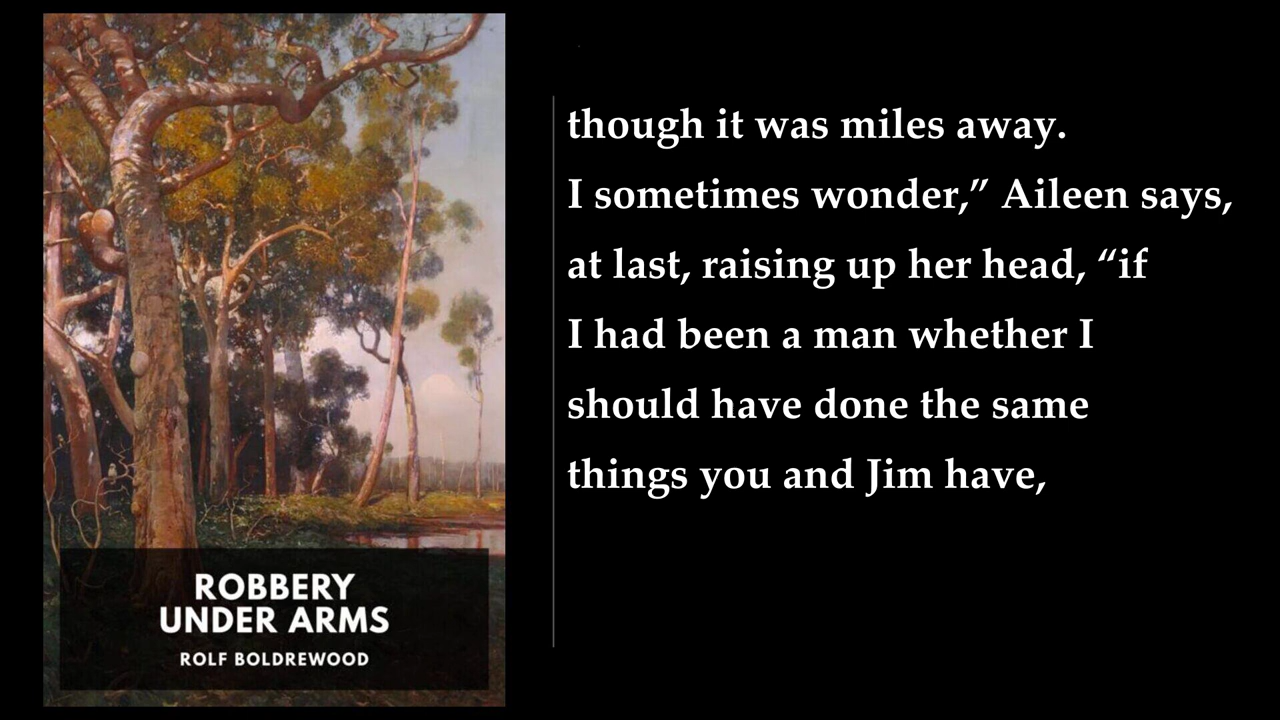 though it was miles away.
I sometimes wonder,” Aileen says,
at last, raising up her head, “if
I had been a man whether I
should have done the same
things you and Jim have,
ROBBERY
UNDER ARMS
ROLF BOLDREWOOD